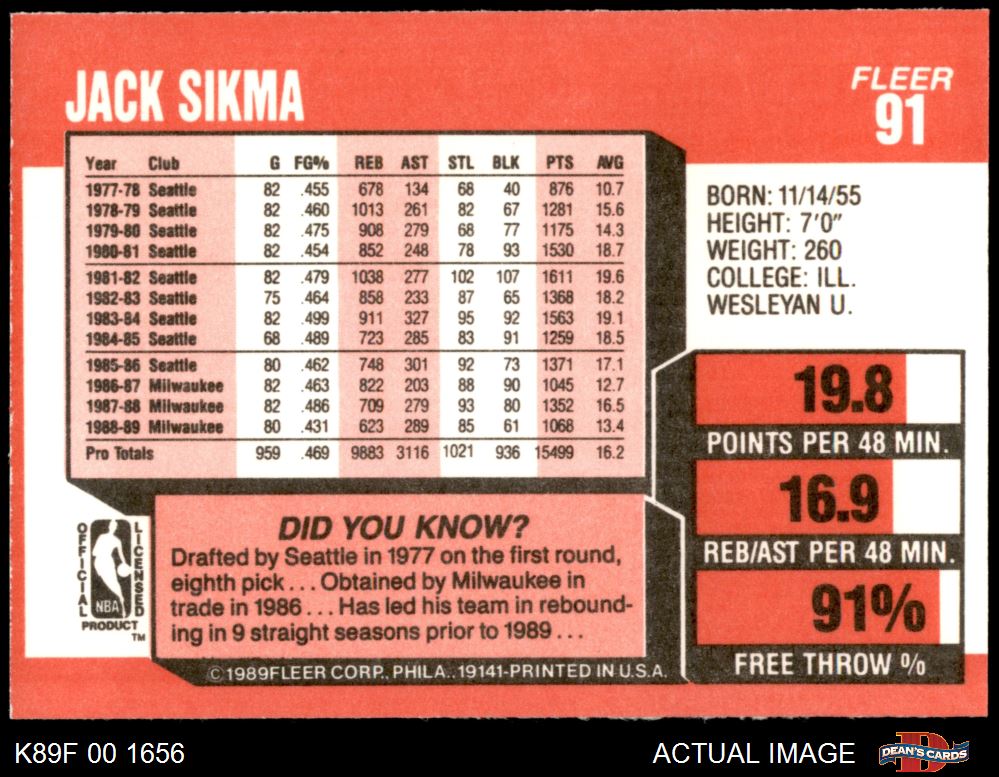 JACK SIKMA
FLEER
91
Year Club G FG% REB AST STL BLK PTS AVG
1977-78 Seattle 82 .455 678 134 68 40 876 10.7
1978-79 Seattle 82 .460 1013 261 82 67 1281 15.6
1979-80 Seattle 82 .475 908 279 68 77 1175 14.3
1980-81 Seattle 82 .454 852 248 78 93 1530 18.7
1981-82 Seattle 82 .479 1038 277 102 107 1611 19.6
1982-83 Seattle 75 .464 858 233 87 65 1368 18.2
1983-84 Seattle 82 .499 911 327 95 92 1563 19.1
1984-85 Seattle 68 .489 723 285 83 91 1259 18.5
1985-86 Seattle 80 .462 748 301 92 73 1371 17.1
1986-87 Milwaukee 82 .463 822 203 88 90 1045 12.7
1987-88 Milwaukee 82 .486 709 279 93 80 1352 16.5
1988-89 Milwaukee 80 .431 623 289 85 61 1068 13.4
Pro Totals 959 .469 9883 3116 1021 936 15499 16.2
BORN: 11/14/55
HEIGHT: 7'0"
WEIGHT: 260
COLLEGE: ILL.
WESLEYAN U.
19.8
POINTS PER 48 MIN.
16.9
REB/AST PER 48 MIN.
91%
FREE THROW %
OFFICIAL
LICENSED
NBA
PRODUCT
TM
DID YOU KNOW?
Drafted by Seattle in 1977 on the first round,
eighth pick... Obtained by Milwaukee in
trade in 1986... Has led his team in rebound-
ing in 9 straight seasons prior to 1989...
© 1989FLEER CORP., PHILA., 19141-PRINTED IN U.S.A.
K89F 00 1656
ACTUAL IMAGE
D
DEAN'S CARDS